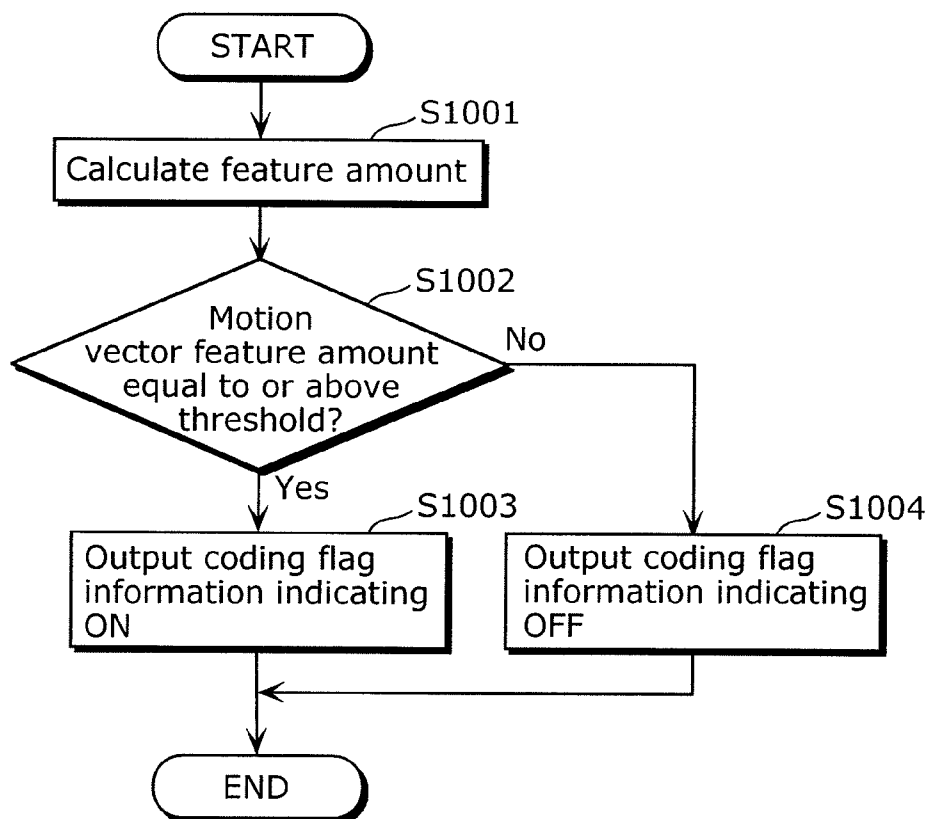 START
S1001
Calculate feature amount
S1002
Motion
vector feature amount
equal to or above
threshold?
No
Yes
S1003
Output coding flag
information indicating
ON
S1004
Output coding flag
information indicating
OFF
END